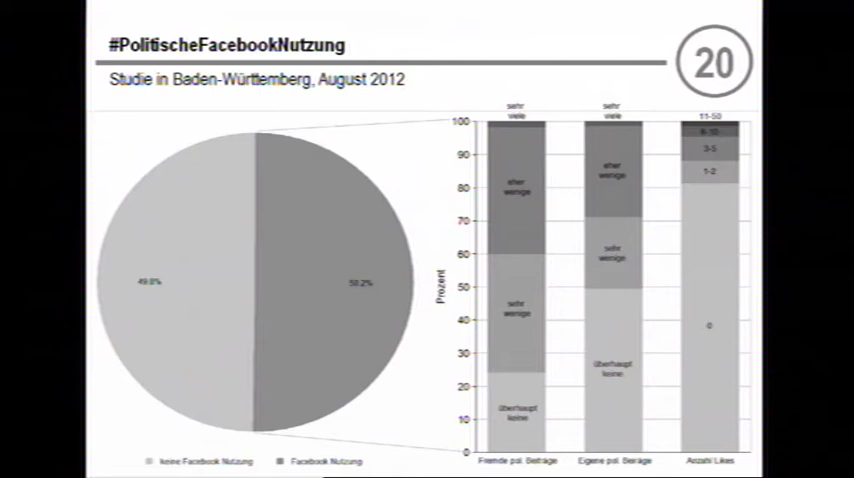 #PolitischeFacebookNutzung
20
Studie in Baden-Württemberg, August 2012
49.8%
50.2%
keine Facebook Nutzung
Facebook Nutzung
Prozent
100
90
80
70
60
50
40
30
20
10
0
sehr
viele
eher
wenige
sehr
wenige
überhaupt
keine
Fremde pol. Beiträge
sehr
viele
eher
wenige
sehr
wenige
überhaupt
keine
Eigene pol. Beiräge
11-50
6-10
3-5
1-2
0
Anzahl Likes